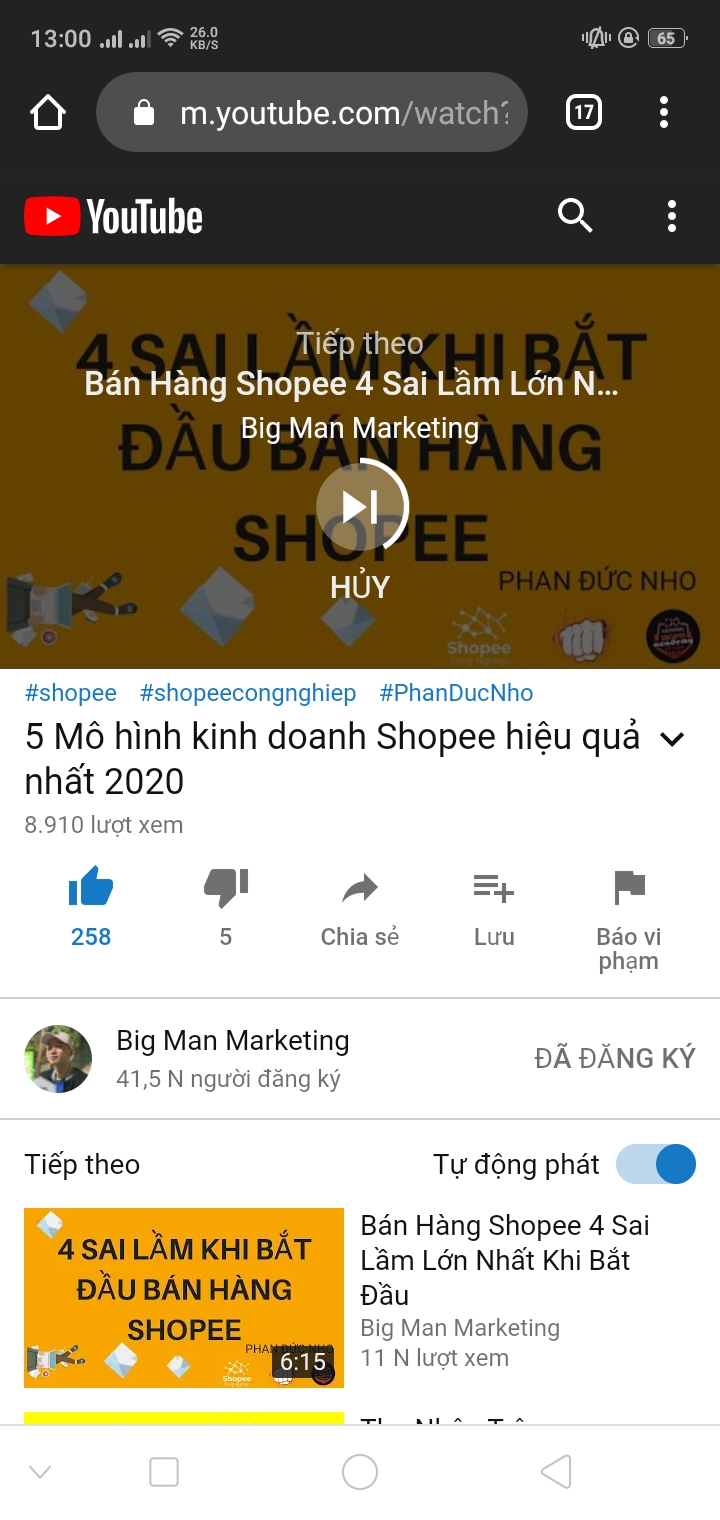 13:00
26.0
KB/S
65
m.youtube.com/watch?
17
YouTube
4 SAI LẦM KHI BẮT
Tiếp theo
Bán Hàng Shopee 4 Sai Lầm Lớn N...
Big Man Marketing
ĐẦU BÁN HÀNG
SHOPEE
HỦY
PHAN ĐỨC NHO
Shopee
Công Nghiệp
#shopee #shopeecongnghiep #PhanDucNho
5 Mô hình kinh doanh Shopee hiệu quả
nhất 2020
8.910 lượt xem
258
5
Chia sẻ
Lưu
Báo vi
phạm
Big Man Marketing
41,5 N người đăng ký
ĐÃ ĐĂNG KÝ
Tiếp theo
Tự động phát
4 SAI LẦM KHI BẮT
ĐẦU BÁN HÀNG
SHOPEE
PHAN ĐỨC NHO
Shopee
6:15
Bán Hàng Shopee 4 Sai
Lầm Lớn Nhất Khi Bắt
Đầu
Big Man Marketing
11 N lượt xem